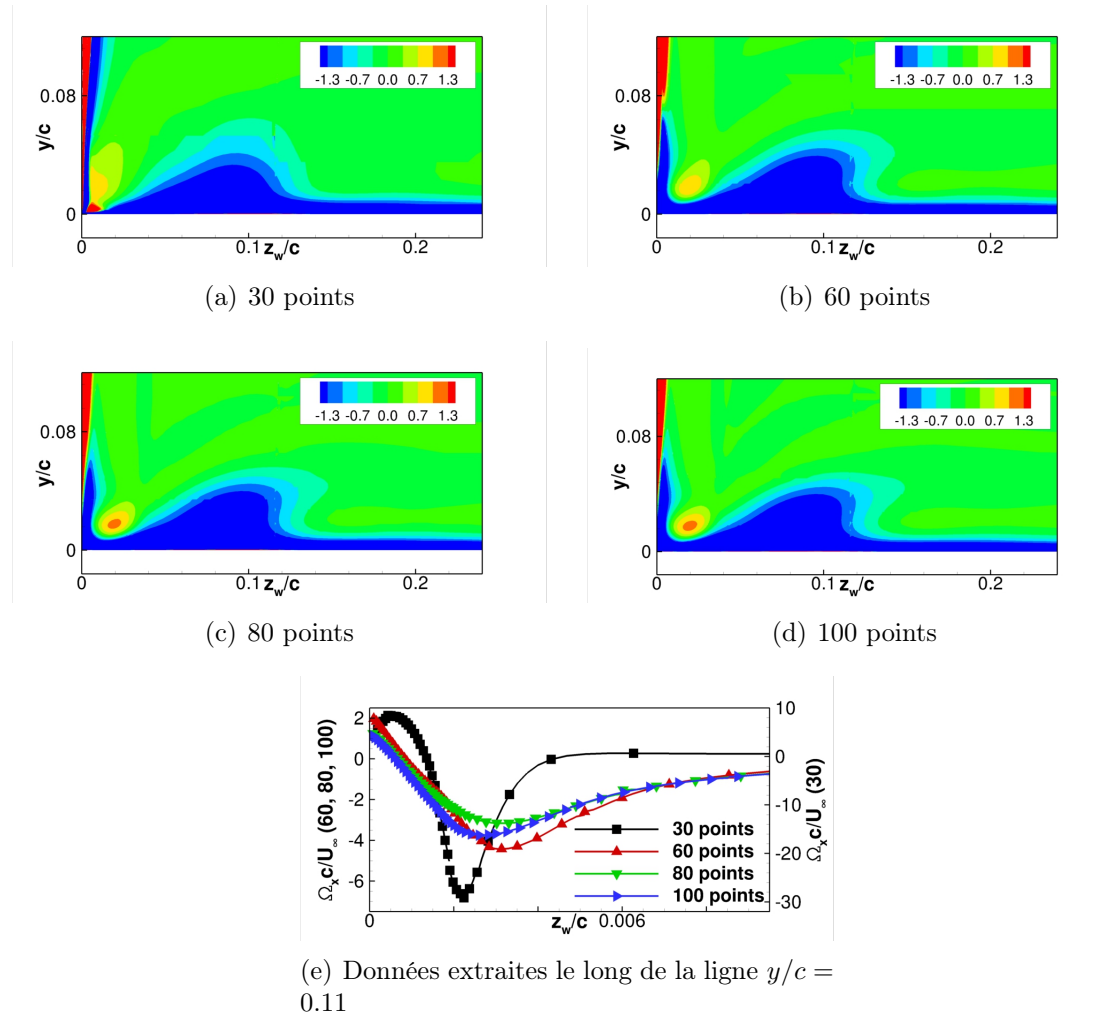 -1.3 -0.7 0.0 0.7 1.3
0.08
y/c
0
0 0.1 z_w/c 0.2
(a) 30 points
-1.3 -0.7 0.0 0.7 1.3
0.08
y/c
0
0 0.1 z_w/c 0.2
(b) 60 points
-1.3 -0.7 0.0 0.7 1.3
0.08
y/c
0
0 0.1 z_w/c 0.2
(c) 80 points
-1.3 -0.7 0.0 0.7 1.3
0.08
y/c
0
0 0.1 z_w/c 0.2
(d) 100 points
Ω_x c/U_∞ (60, 80, 100)
2
0
-2
-4
-6
10
0
-10
-20
-30
Ω_x c/U_∞ (30)
30 points
60 points
80 points
100 points
0 z_w/c 0.006
(e) Données extraites le long de la ligne y/c =
0.11